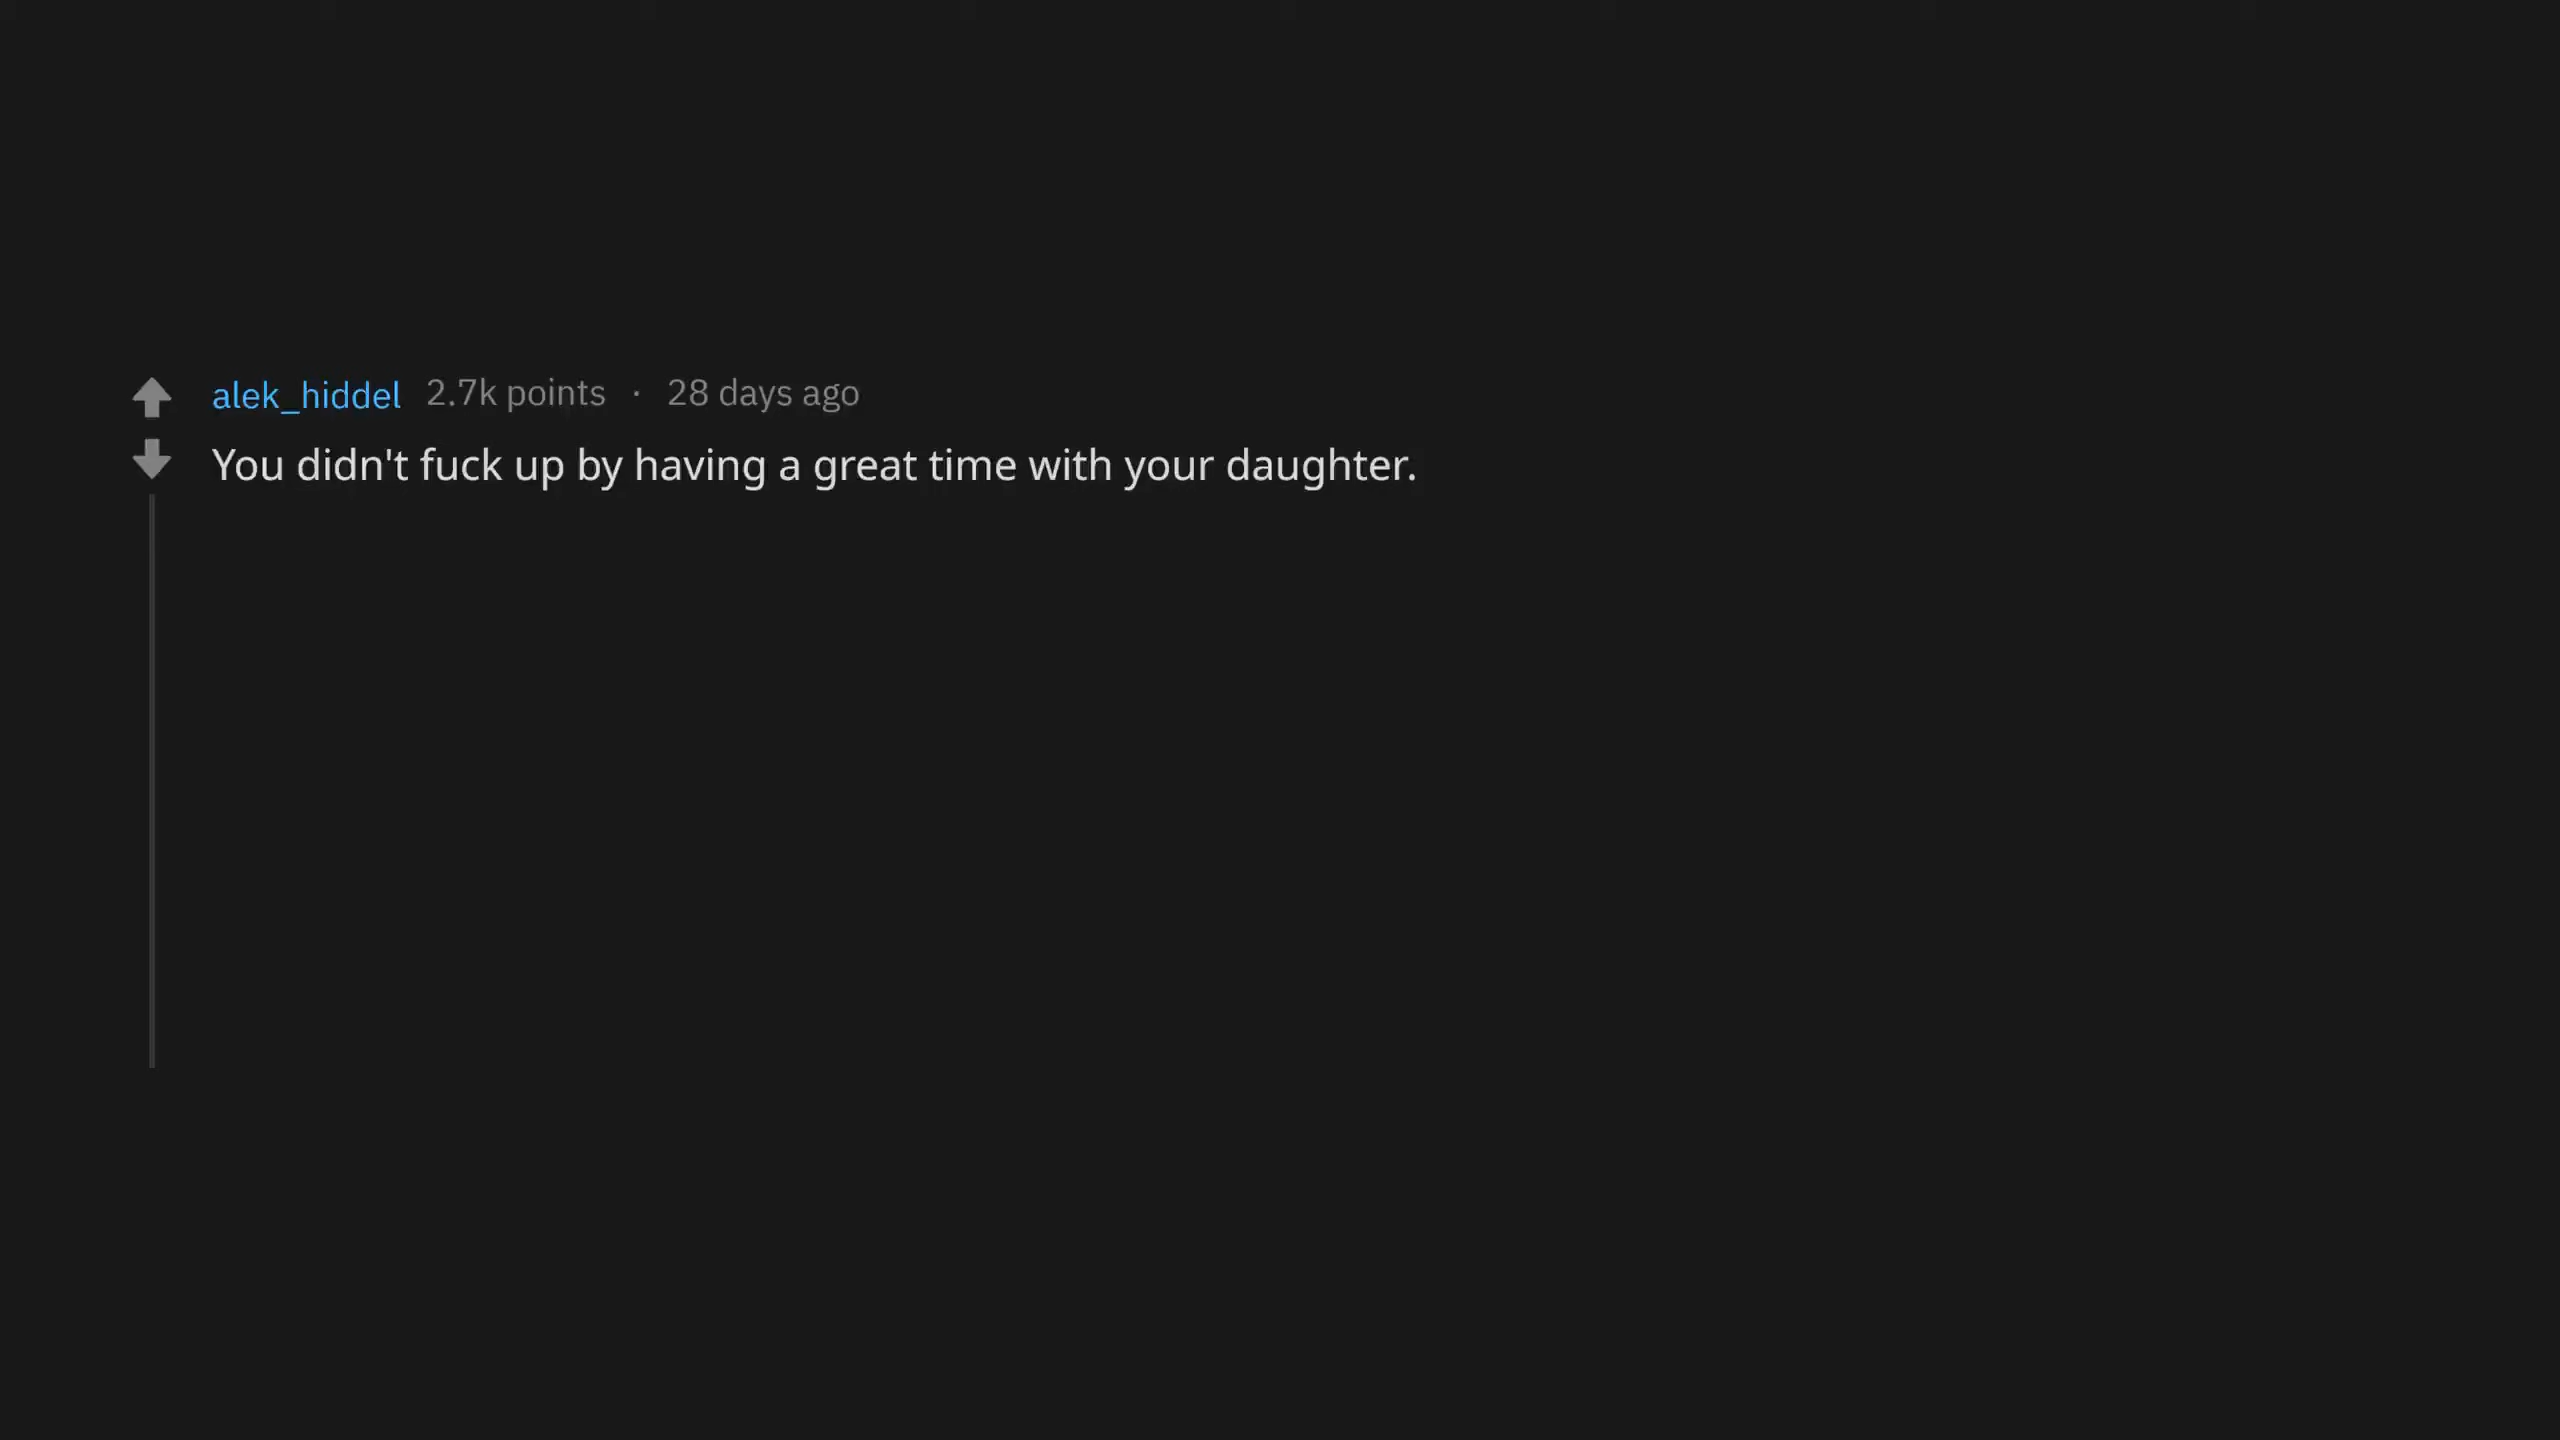 alek_hiddel 2.7k points · 28 days ago
You didn't fuck up by having a great time with your daughter.